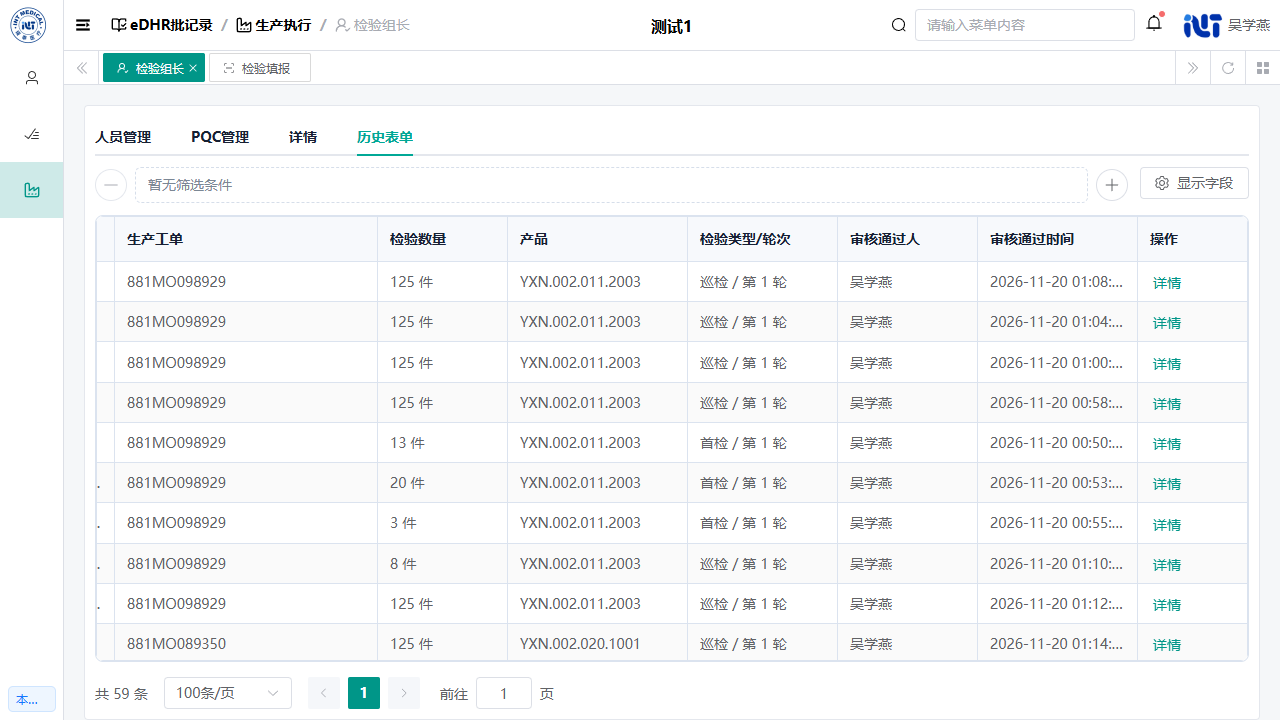 eDHR批记录 / 生产执行 / 检验组长
测试1
请输入菜单内容
吴学燕
检验组长
检验填报
人员管理 PQC管理 详情 历史表单
暂无筛选条件
显示字段
生产工单 检验数量 产品 检验类型/轮次 审核通过人 审核通过时间 操作
881MO098929 125 件 YXN.002.011.2003 巡检 / 第 1 轮 吴学燕 2026-11-20 01:08:... 详情
881MO098929 125 件 YXN.002.011.2003 巡检 / 第 1 轮 吴学燕 2026-11-20 01:04:... 详情
881MO098929 125 件 YXN.002.011.2003 巡检 / 第 1 轮 吴学燕 2026-11-20 01:00:... 详情
881MO098929 125 件 YXN.002.011.2003 巡检 / 第 1 轮 吴学燕 2026-11-20 00:58:... 详情
881MO098929 13 件 YXN.002.011.2003 首检 / 第 1 轮 吴学燕 2026-11-20 00:50:... 详情
. 881MO098929 20 件 YXN.002.011.2003 首检 / 第 1 轮 吴学燕 2026-11-20 00:53:... 详情
. 881MO098929 3 件 YXN.002.011.2003 首检 / 第 1 轮 吴学燕 2026-11-20 00:55:... 详情
. 881MO098929 8 件 YXN.002.011.2003 巡检 / 第 1 轮 吴学燕 2026-11-20 01:10:... 详情
. 881MO098929 125 件 YXN.002.011.2003 巡检 / 第 1 轮 吴学燕 2026-11-20 01:12:... 详情
881MO089350 125 件 YXN.002.020.1001 巡检 / 第 1 轮 吴学燕 2026-11-20 01:14:... 详情
本...
共 59 条 100条/页 1 前往 1 页